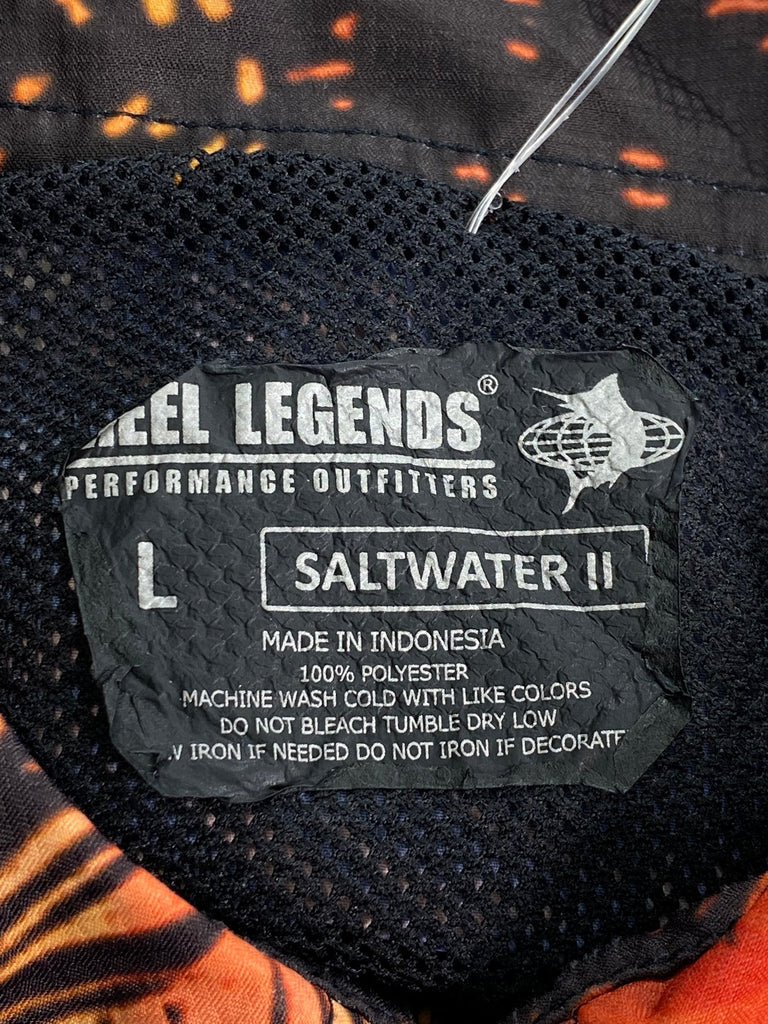 REEL LEGENDS®
PERFORMANCE OUTFITTERS
L
SALTWATER II
MADE IN INDONESIA
100% POLYESTER
MACHINE WASH COLD WITH LIKE COLORS
DO NOT BLEACH TUMBLE DRY LOW
IRON IF NEEDED DO NOT IRON IF DECORATE